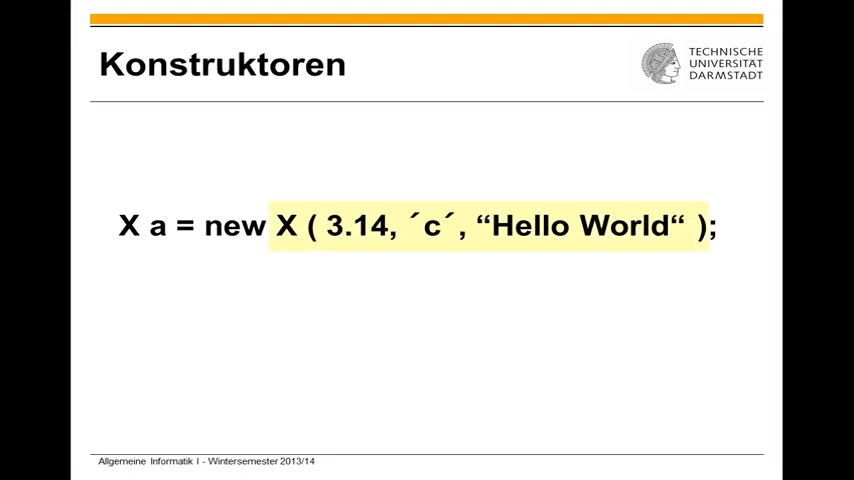 Konstruktoren
TECHNISCHE
UNIVERSITÄT
DARMSTADT
X a = new X ( 3.14, ´c´, “Hello World“ );
Allgemeine Informatik I - Wintersemester 2013/14